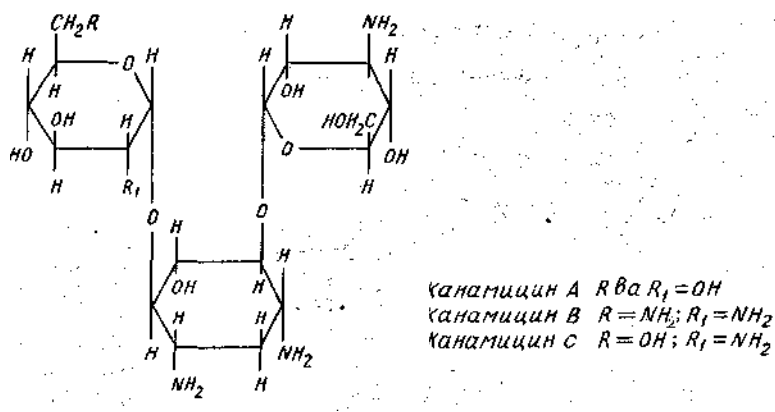 CH₂R H NH₂
H O H H H
H OH
OH H HOH₂C
HO O OH
H R₁ H
O O
H H
OH H
H H
H NH₂
NH₂ H
Канамицин А R ва R₁=OH
Канамицин В R=NH₂; R₁=NH₂
Канамицин С R=OH; R₁=NH₂